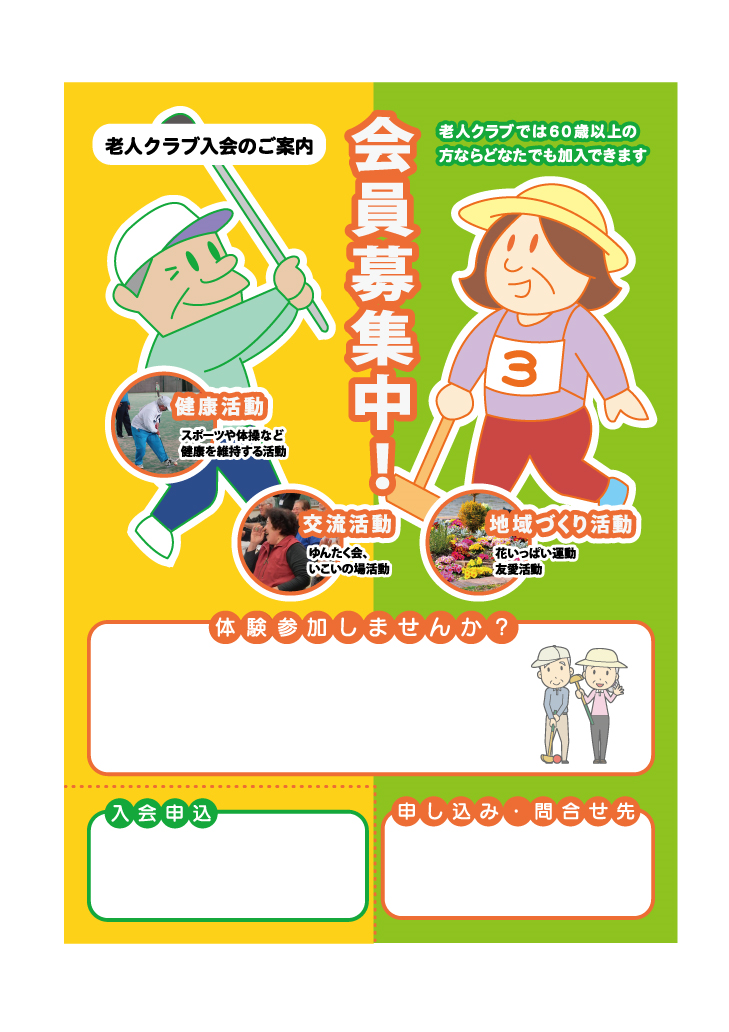 老人クラブ入会のご案内
会員募集中!
老人クラブでは60歳以上の
方ならどなたでも加入できます
3
健康活動
スポーツや体操など
健康を維持する活動
交流活動
ゆんたく会、
いこいの場活動
地域づくり活動
花いっぱい運動
友愛活動
体験参加しませんか?
入会申込
申し込み・問合せ先